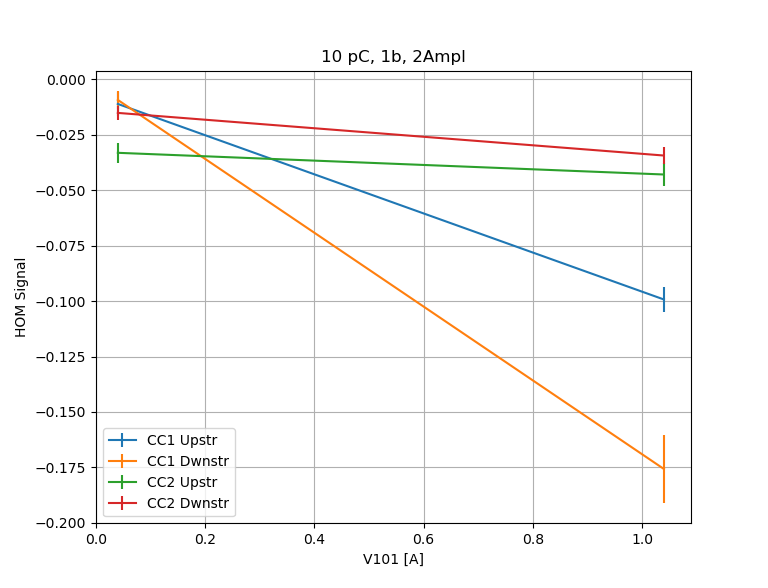 10 pC, 1b, 2Ampl
0.000
−0.025
−0.050
−0.075
−0.100
−0.125
−0.150
−0.175
−0.200
HOM Signal
CC1 Upstr
CC1 Dwnstr
CC2 Upstr
CC2 Dwnstr
0.0 0.2 0.4 0.6 0.8 1.0
V101 [A]